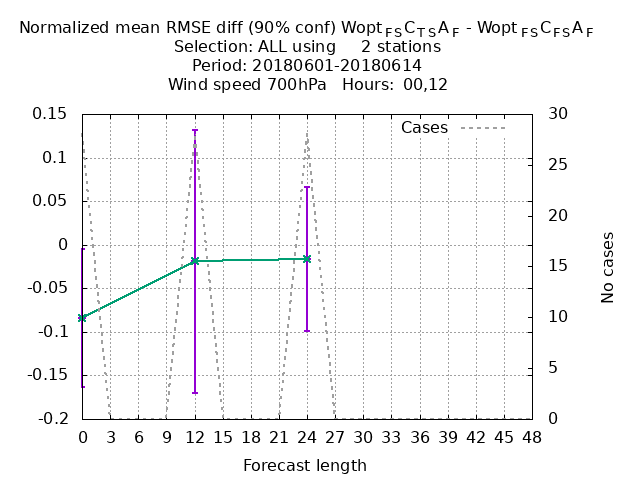 Normalized mean RMSE diff (90% conf) Wopt FS C T S A F - Wopt FS C F S A F
Selection: ALL using 2 stations
Period: 20180601-20180614
Wind speed 700hPa Hours: 00,12
0.15
0.1
0.05
0
-0.05
-0.1
-0.15
-0.2
Cases
30
25
20
15
10
5
0
No cases
0 3 6 9 12 15 18 21 24 27 30 33 36 39 42 45 48
Forecast length